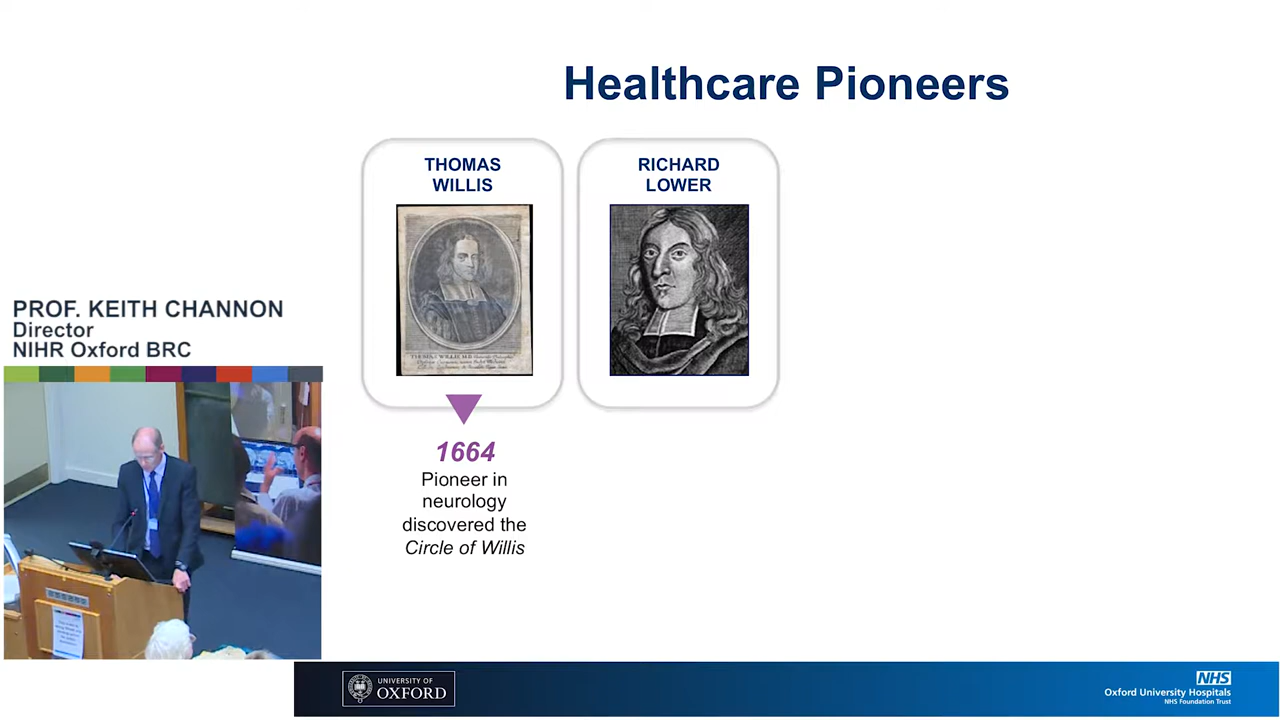 Healthcare Pioneers
THOMAS
WILLIS
RICHARD
LOWER
1664
Pioneer in
neurology
discovered the
Circle of Willis
PROF. KEITH CHANNON
Director
NIHR Oxford BRC
UNIVERSITY OF
OXFORD
NHS
Oxford University Hospitals
NHS Foundation Trust